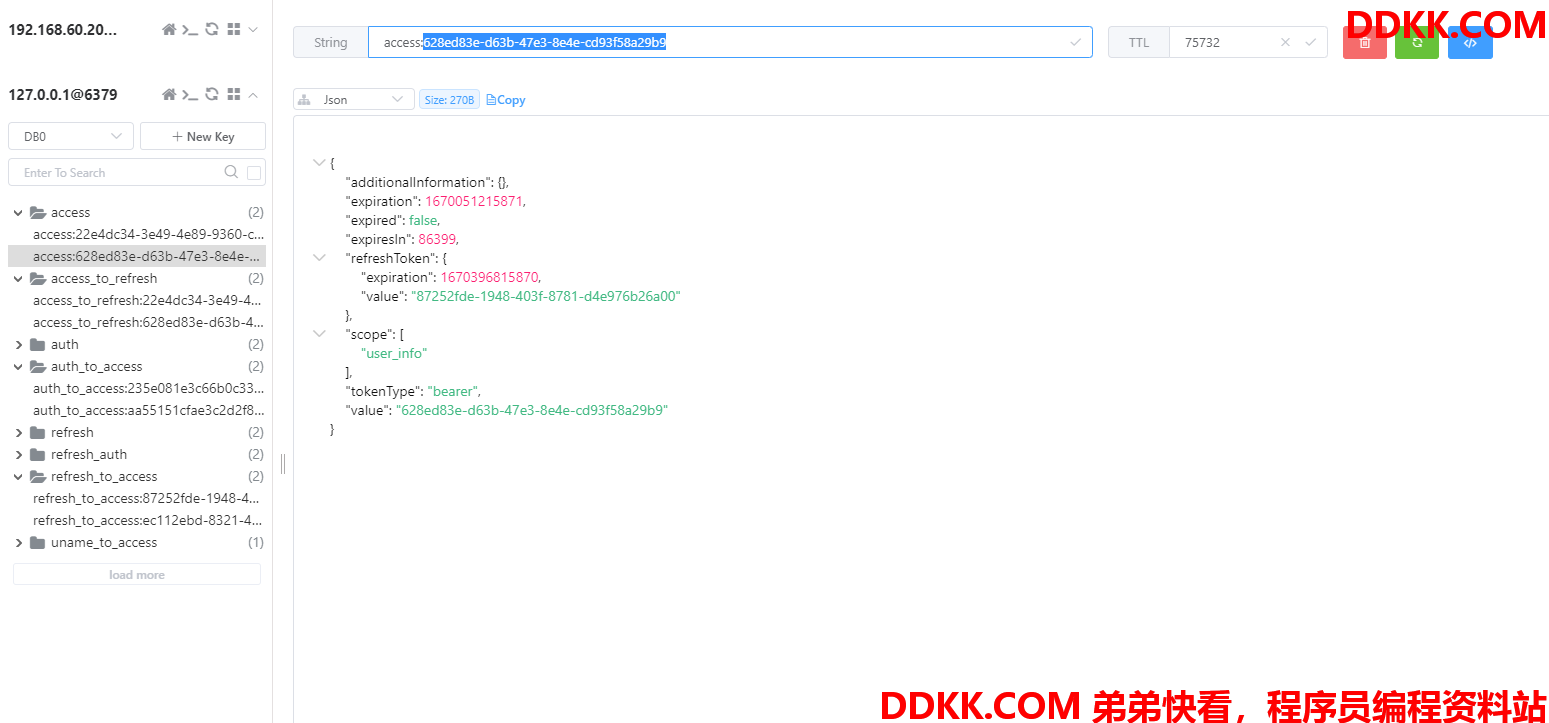 192.168.60.20...
127.0.0.1@6379
DB0
New Key
Enter To Search
access (2)
access:22e4dc34-3e49-4e89-9360-c...
access:628ed83e-d63b-47e3-8e4e-...
access_to_refresh (2)
access_to_refresh:22e4dc34-3e49-4...
access_to_refresh:628ed83e-d63b-4...
auth (2)
auth_to_access (2)
auth_to_access:235e081e3c66b0c33...
auth_to_access:aa55151cfae3c2d2f8...
refresh (2)
refresh_auth (2)
refresh_to_access (2)
refresh_to_access:87252fde-1948-4...
refresh_to_access:ec112ebd-8321-4...
uname_to_access (1)
load more
String access:628ed83e-d63b-47e3-8e4e-cd93f58a29b9 TTL 75732
DDKK.COM
Json Size: 270B Copy
{
"additionalInformation": {},
"expiration": 1670051215871,
"expired": false,
"expiresIn": 86399,
"refreshToken": {
"expiration": 1670396815870,
"value": "87252fde-1948-403f-8781-d4e976b26a00"
},
"scope": [
"user_info"
],
"tokenType": "bearer",
"value": "628ed83e-d63b-47e3-8e4e-cd93f58a29b9"
}
DDKK.COM 弟弟快看，程序员编程资料站